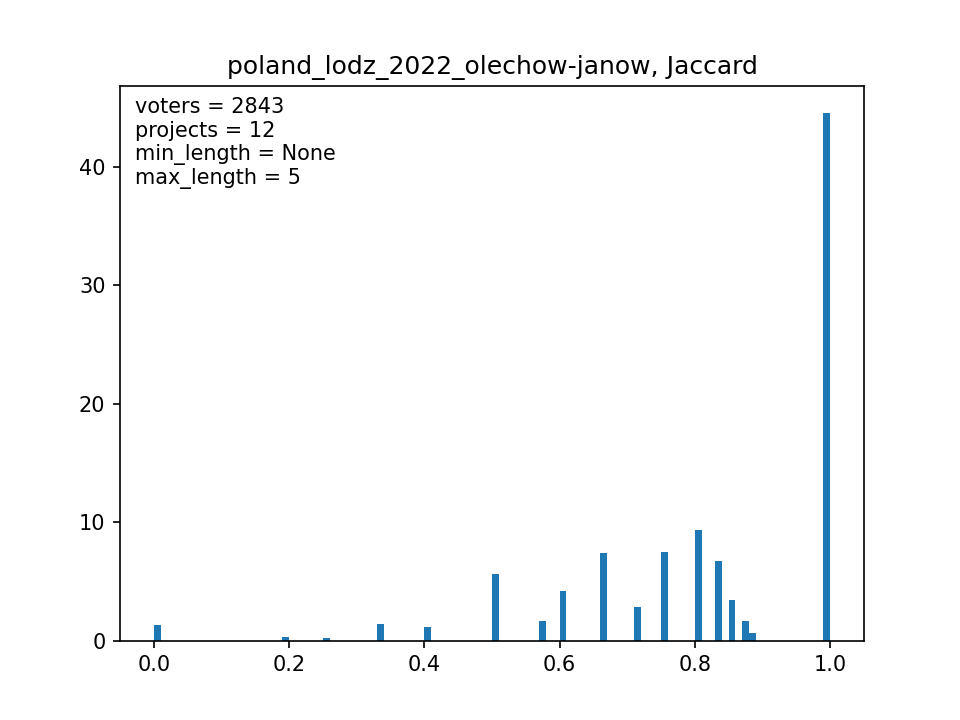 poland_lodz_2022_olechow-janow, Jaccard
voters = 2843
projects = 12
min_length = None
max_length = 5
40
30
20
10
0
0.0 0.2 0.4 0.6 0.8 1.0